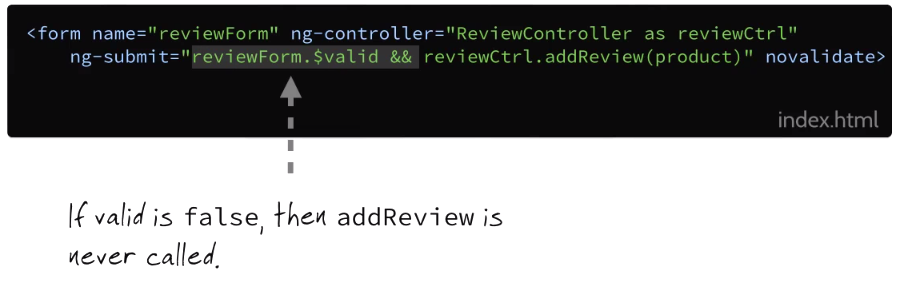 <form name="reviewForm" ng-controller="ReviewController as reviewCtrl"
ng-submit="reviewForm.$valid && reviewCtrl.addReview(product)" novalidate>
index.html
If valid is false, then addReview is
never called.